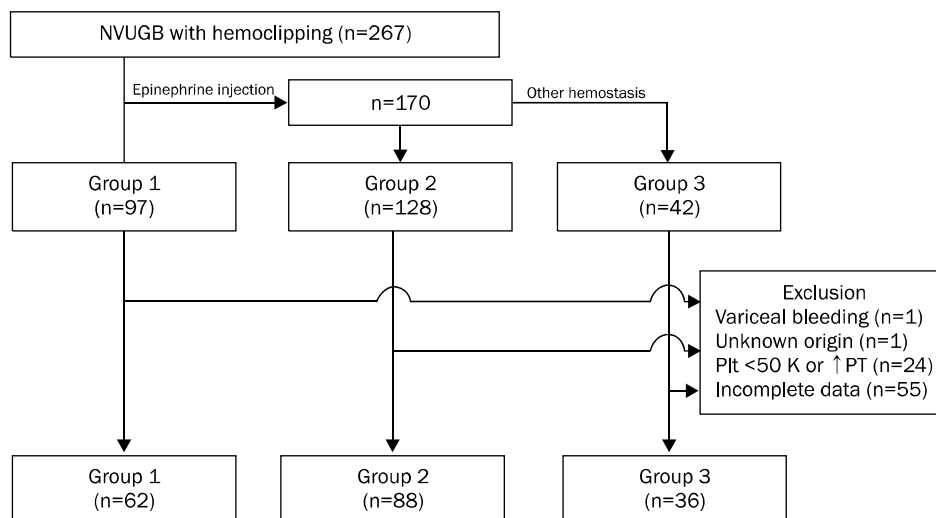 NVUGB with hemoclipping (n=267)
Epinephrine injection
n=170
Other hemostasis
Group 1
(n=97)
Group 2
(n=128)
Group 3
(n=42)
Exclusion
Variceal bleeding (n=1)
Unknown origin (n=1)
Plt <50 K or ↑PT (n=24)
Incomplete data (n=55)
Group 1
(n=62)
Group 2
(n=88)
Group 3
(n=36)